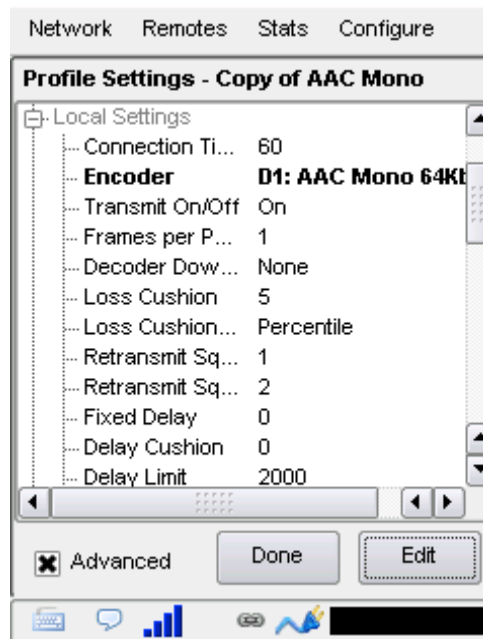 Network Remotes Stats Configure
Profile Settings - Copy of AAC Mono
Local Settings
Connection Ti... 60
Encoder D1: AAC Mono 64Kb
Transmit On/Off On
Frames per P... 1
Decoder Dow... None
Loss Cushion 5
Loss Cushion... Percentile
Retransmit Sq... 1
Retransmit Sq... 2
Fixed Delay 0
Delay Cushion 0
Delay Limit 2000
Advanced Done Edit